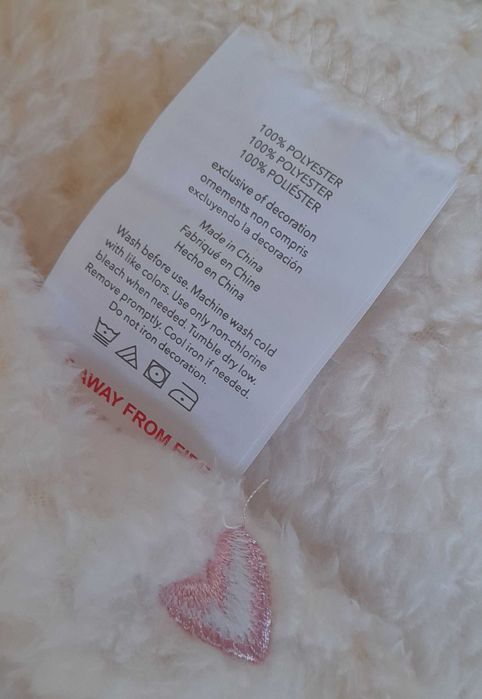 100% POLYESTER
100% POLYESTER
100% POLIÉSTER
exclusive of decoration
ornements non compris
excluyendo la decoración
Made in China
Fabriqué en Chine
Hecho en China
Wash before use. Machine wash cold
with like colors. Use only non-chlorine
bleach when needed. Tumble dry low.
Remove promptly. Cool iron if needed.
Do not iron decoration.
AWAY FROM